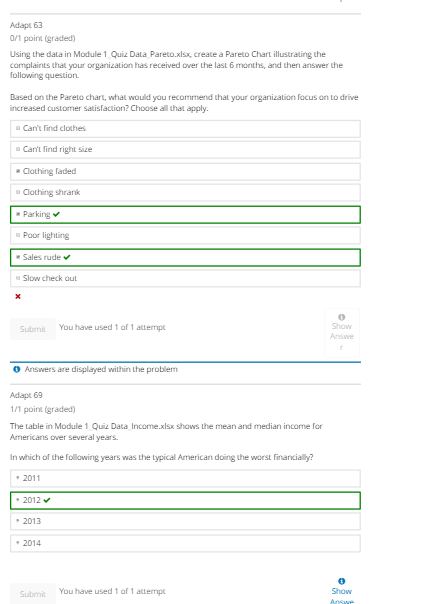 Adapt 63
0/1 point (graded)
Using the data in Module 1_Quiz Data_Pareto.xlsx, create a Pareto Chart illustrating the
complaints that your organization has received over the last 6 months, and then answer the
following question.
Based on the Pareto chart, what would you recommend that your organization focus on to drive
increased customer satisfaction? Choose all that apply.
Can't find clothes
Can't find right size
Clothing faded
Clothing shrank
Parking ✔
Poor lighting
Sales rude ✔
Slow check out
✖
Submit You have used 1 of 1 attempt
Show
Answe
r
Answers are displayed within the problem
Adapt 69
1/1 point (graded)
The table in Module 1_Quiz Data_Income.xlsx shows the mean and median income for
Americans over several years.
In which of the following years was the typical American doing the worst financially?
2011
2012 ✔
2013
2014
Submit You have used 1 of 1 attempt
Show
Answe